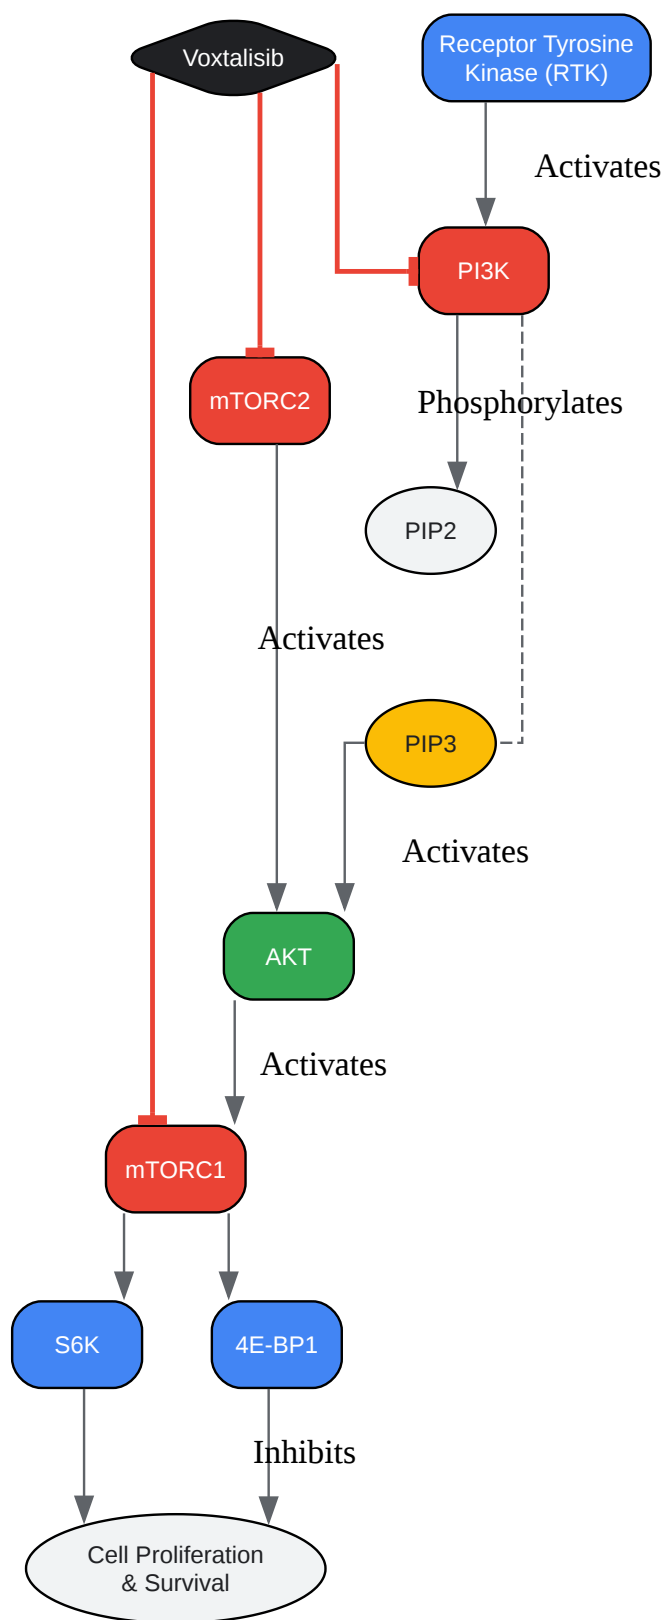 Voxtalisib
Receptor Tyrosine
Kinase (RTK)
Activates
PI3K
mTORC2
Phosphorylates
PIP2
Activates
PIP3
Activates
AKT
Activates
mTORC1
S6K
4E-BP1
Inhibits
Cell Proliferation
& Survival